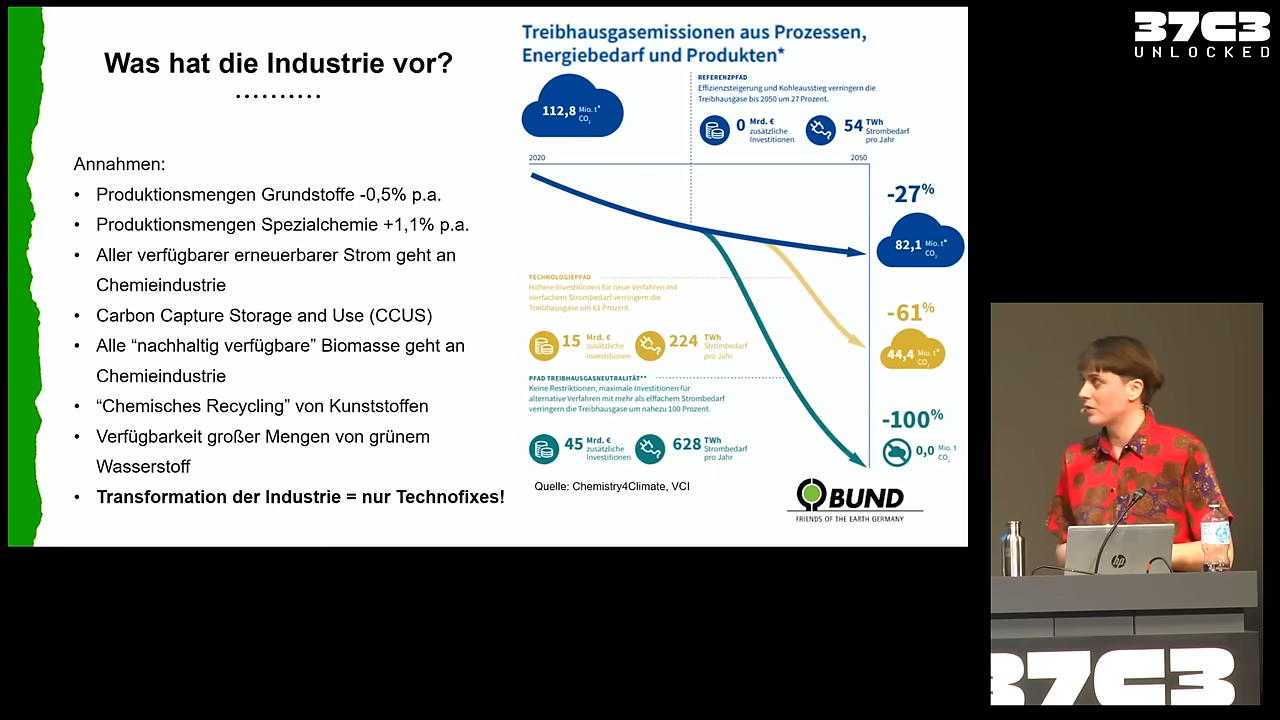 Was hat die Industrie vor?
Annahmen:
• Produktionsmengen Grundstoffe -0,5% p.a.
• Produktionsmengen Spezialchemie +1,1% p.a.
• Aller verfügbarer erneuerbarer Strom geht an
Chemieindustrie
• Carbon Capture Storage and Use (CCUS)
• Alle “nachhaltig verfügbare” Biomasse geht an
Chemieindustrie
• “Chemisches Recycling” von Kunststoffen
• Verfügbarkeit großer Mengen von grünem
Wasserstoff
• Transformation der Industrie = nur Technofixes!
Treibhausgasemissionen aus Prozessen,
Energiebedarf und Produkten*
112,8 Mio. t*
CO2
REFERENZPFAD
Effizienzsteigerung und Kohleausstieg verringern die
Treibhausgase bis 2050 um 27 Prozent.
0 Mrd. €
zusätzliche
Investitionen
54 TWh
Strombedarf
pro Jahr
2020
2050
-27%
82,1 Mio. t*
CO2
TECHNOLOGIEPFAD
Höhere Investitionen für neue Verfahren mit
vierfachem Strombedarf verringern die
Treibhausgase um 61 Prozent.
15 Mrd. €
zusätzliche
Investitionen
224 TWh
Strombedarf
pro Jahr
-61%
44,4 Mio. t*
CO2
PFAD TREIBHAUSGASNEUTRALITÄT**
Keine Restriktionen, maximale Investitionen für
alternative Verfahren mit mehr als elffachem Strombedarf
verringern die Treibhausgase um nahezu 100 Prozent.
45 Mrd. €
zusätzliche
Investitionen
628 TWh
Strombedarf
pro Jahr
-100%
0,0 Mio. t
CO2
Quelle: Chemistry4Climate, VCI
BUND
FRIENDS OF THE EARTH GERMANY
37C3
UNLOCKED
hp
37C3